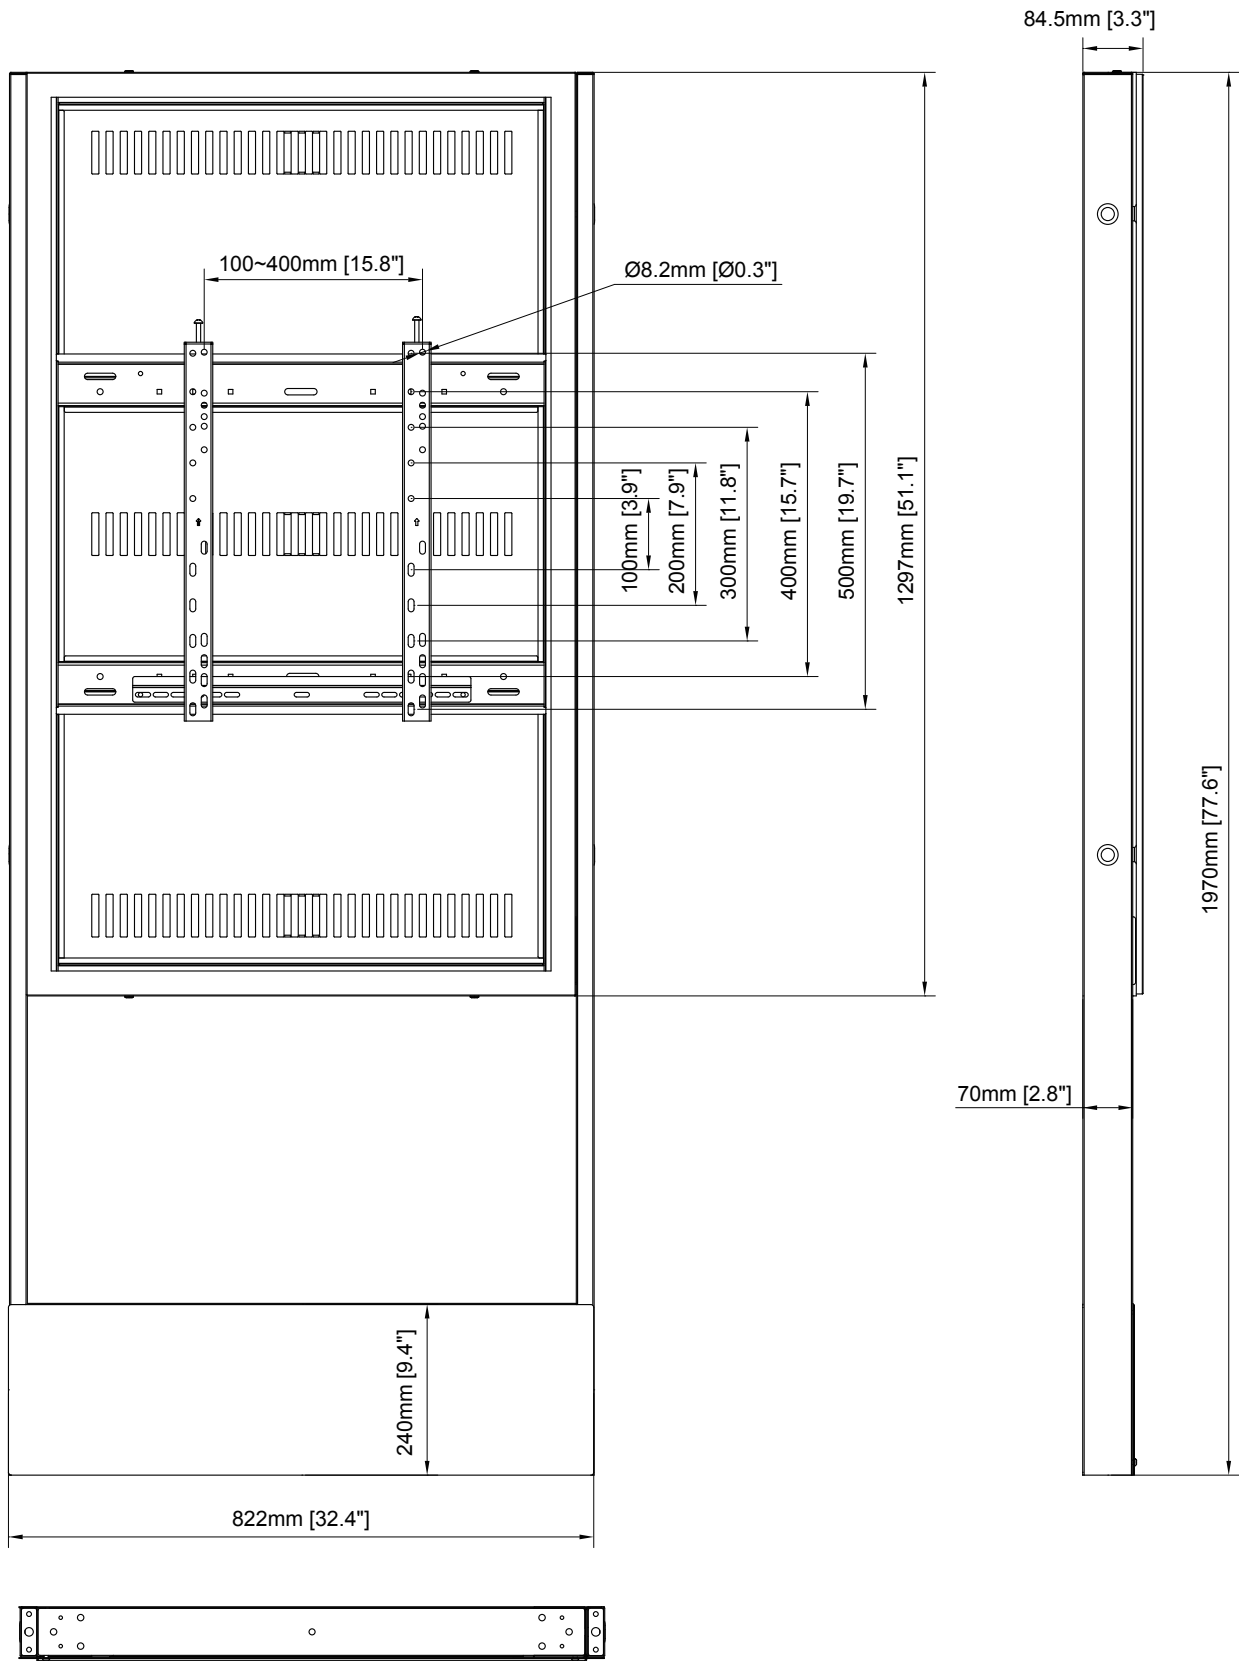 84.5mm [3.3"]
100~400mm [15.8"]
Ø8.2mm [Ø0.3"]
100mm [3.9"]
200mm [7.9"]
300mm [11.8"]
400mm [15.7"]
500mm [19.7"]
1297mm [51.1"]
1970mm [77.6"]
70mm [2.8"]
240mm [9.4"]
822mm [32.4"]